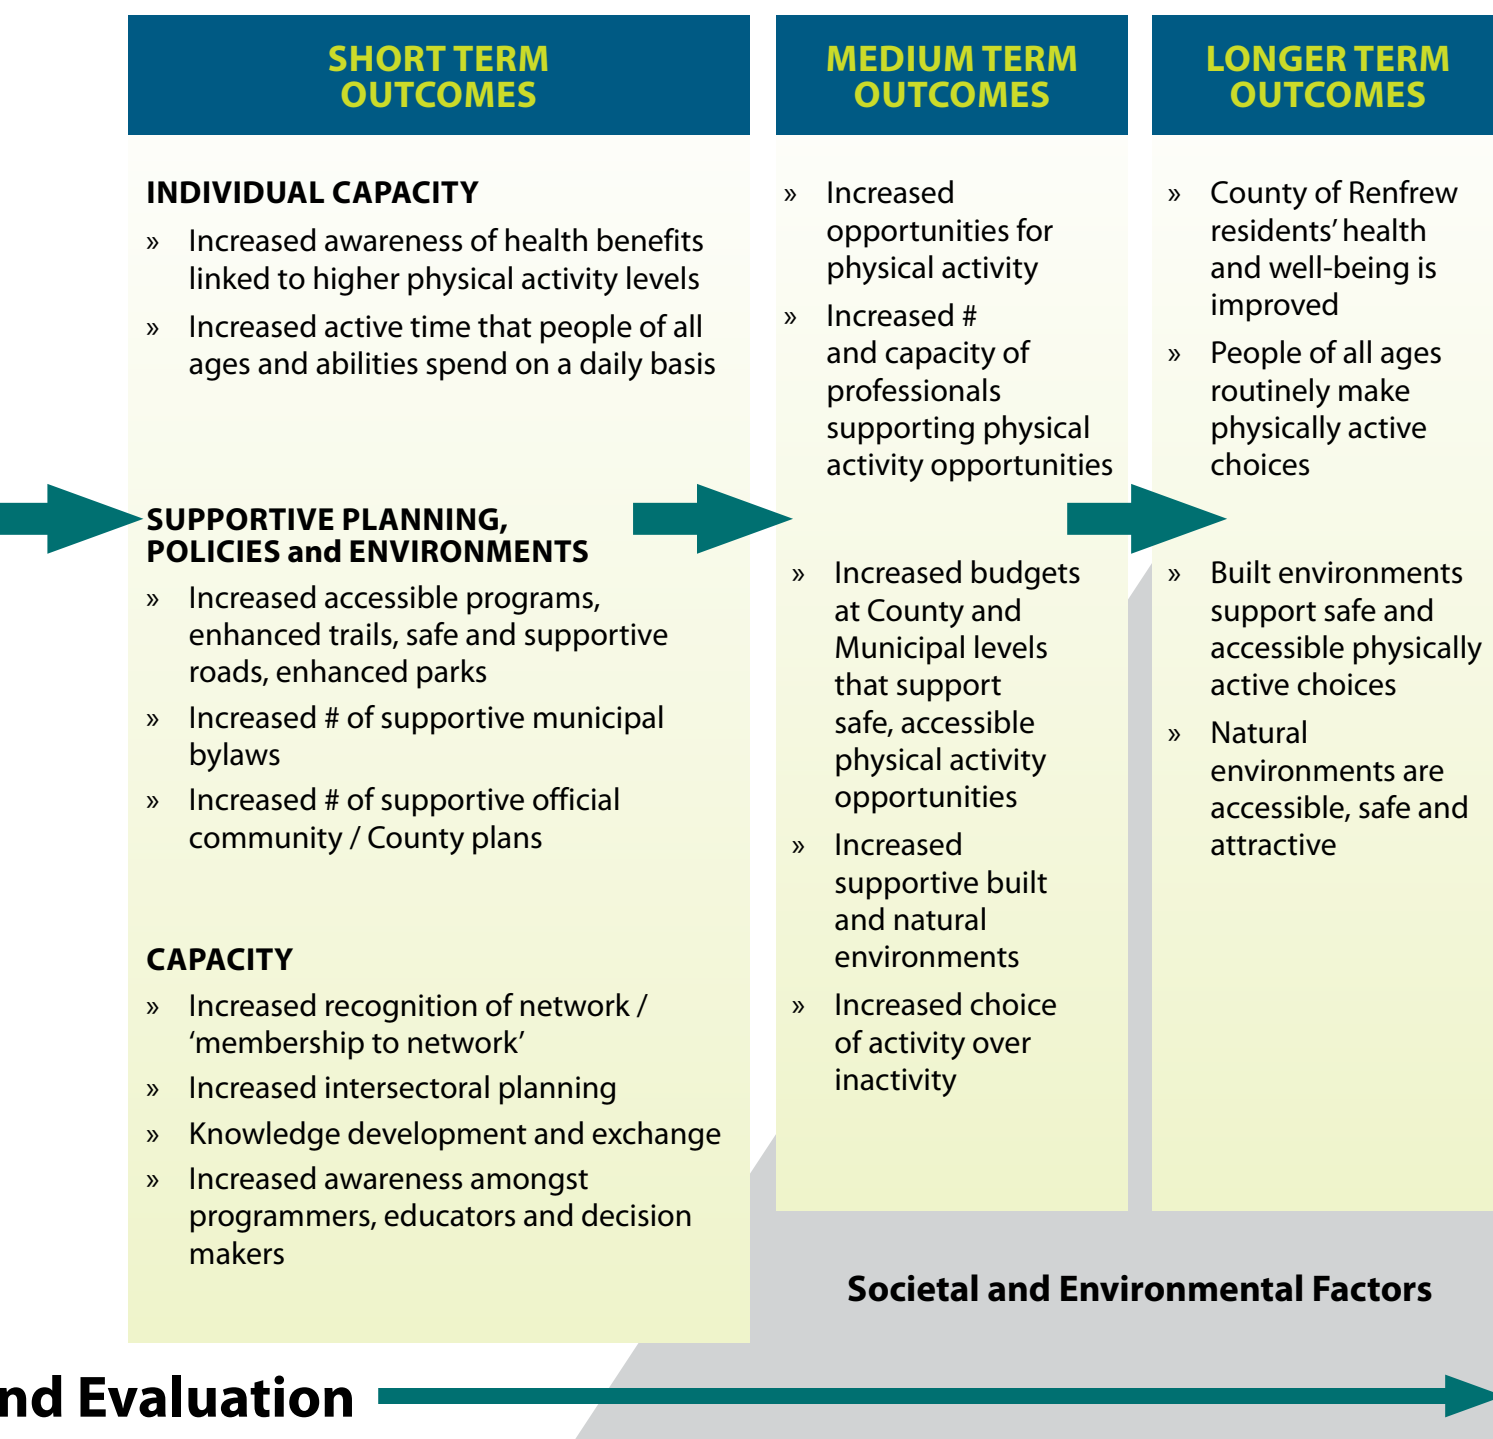 SHORT TERM
OUTCOMES
INDIVIDUAL CAPACITY
» Increased awareness of health benefits
linked to higher physical activity levels
» Increased active time that people of all
ages and abilities spend on a daily basis
SUPPORTIVE PLANNING,
POLICIES and ENVIRONMENTS
» Increased accessible programs,
enhanced trails, safe and supportive
roads, enhanced parks
» Increased # of supportive municipal
bylaws
» Increased # of supportive official
community / County plans
CAPACITY
» Increased recognition of network /
‘membership to network’
» Increased intersectoral planning
» Knowledge development and exchange
» Increased awareness amongst
programmers, educators and decision
makers
MEDIUM TERM
OUTCOMES
» Increased
opportunities for
physical activity
» Increased #
and capacity of
professionals
supporting physical
activity opportunities
» Increased budgets
at County and
Municipal levels
that support
safe, accessible
physical activity
opportunities
» Increased
supportive built
and natural
environments
» Increased choice
of activity over
inactivity
LONGER TERM
OUTCOMES
» County of Renfrew
residents’ health
and well-being is
improved
» People of all ages
routinely make
physically active
choices
» Built environments
support safe and
accessible physically
active choices
» Natural
environments are
accessible, safe and
attractive
Societal and Environmental Factors
nd Evaluation